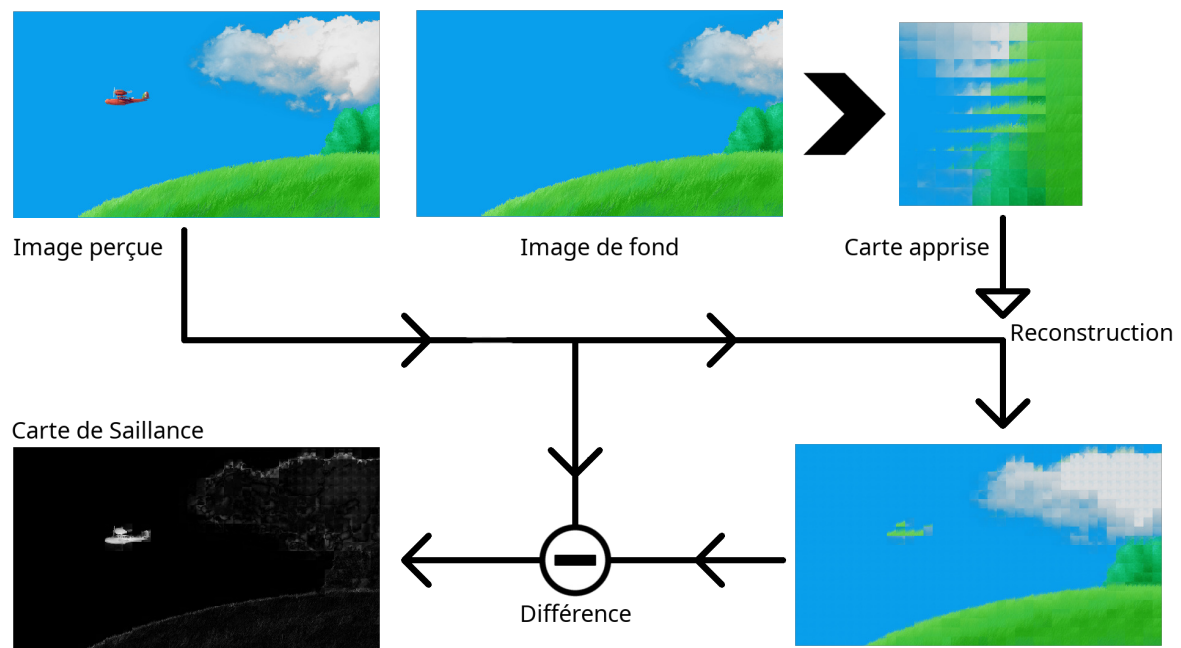 Image perçue
Image de fond
Carte apprise
Reconstruction
Carte de Saillance
Différence